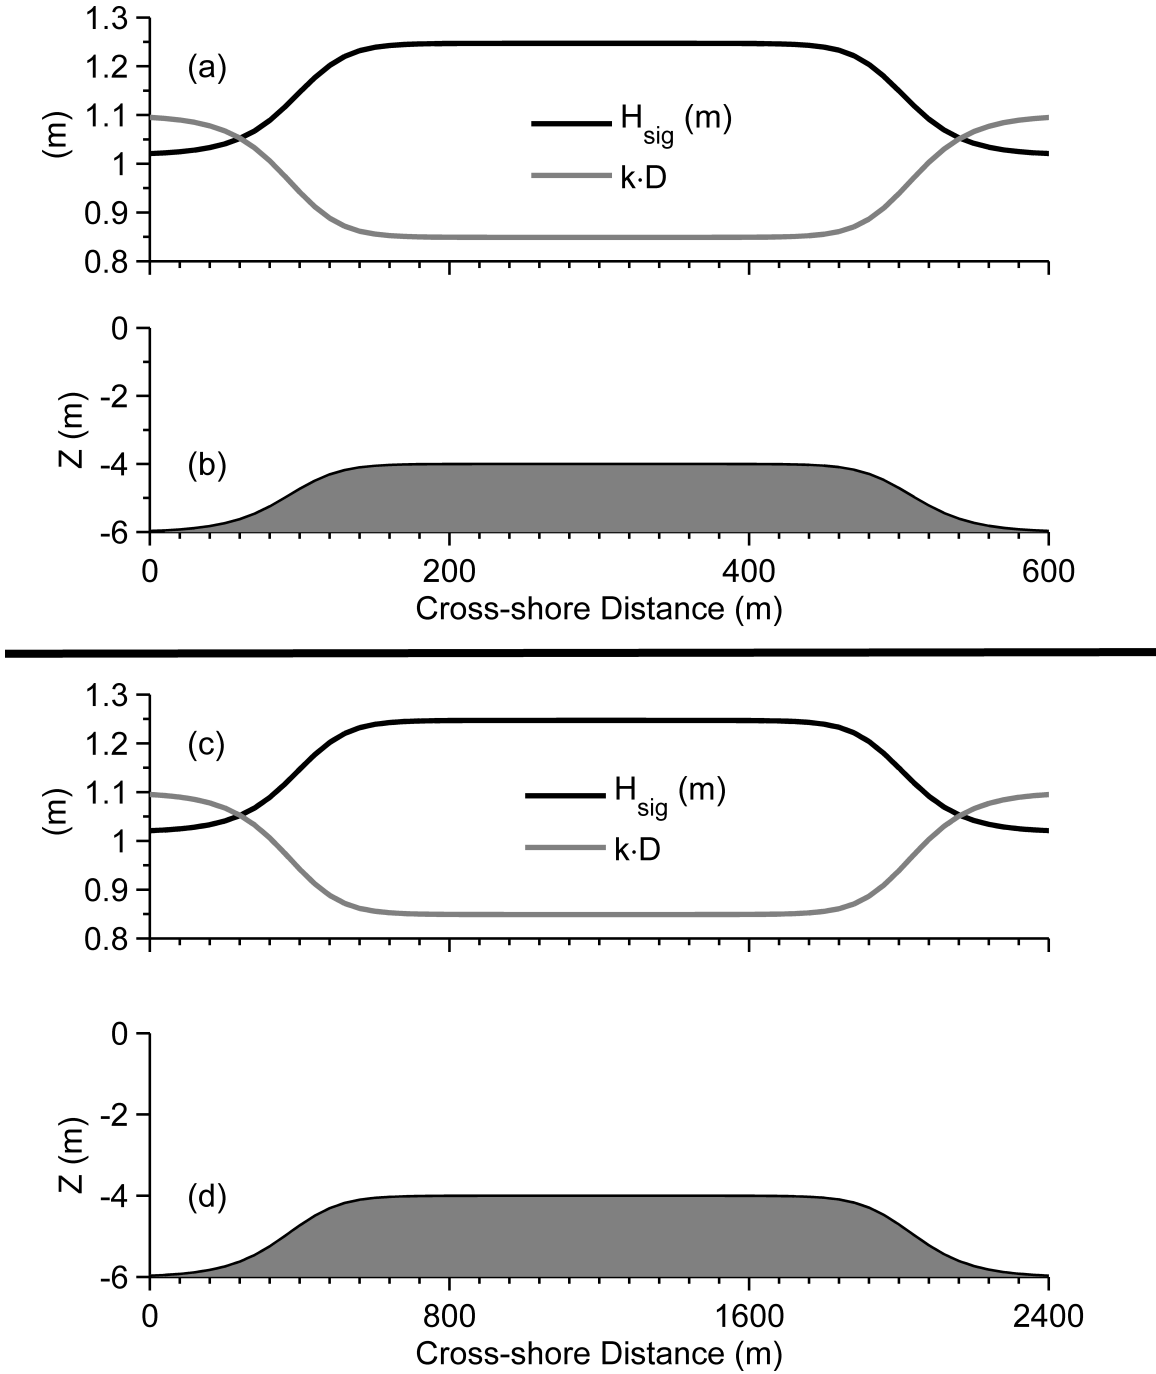 1.3
(a)
1.2
1.1
H_sig (m)
(m)
1
k·D
0.9
0.8
0
-2
Z (m)
-4
(b)
-6
0 200 400 600
Cross-shore Distance (m)
1.3
(c)
1.2
1.1
H_sig (m)
(m)
1
k·D
0.9
0.8
0
-2
Z (m)
-4
(d)
-6
0 800 1600 2400
Cross-shore Distance (m)